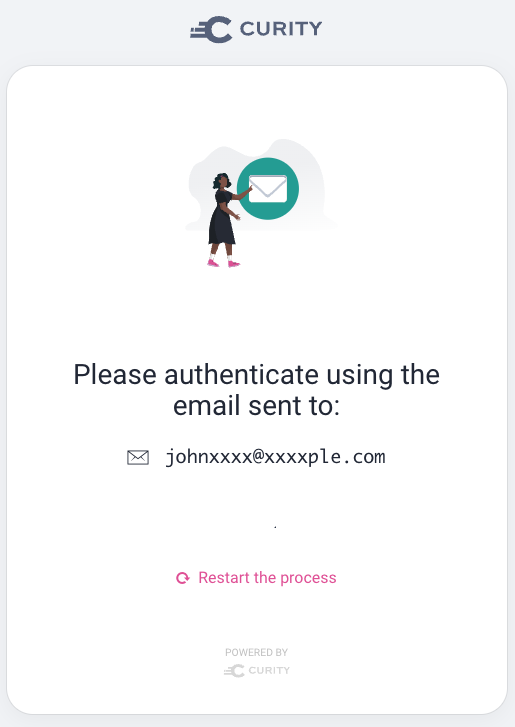 CURITY
Please authenticate using the
email sent to:
johnxxxx@xxxxple.com
.
Restart the process
POWERED BY
CURITY